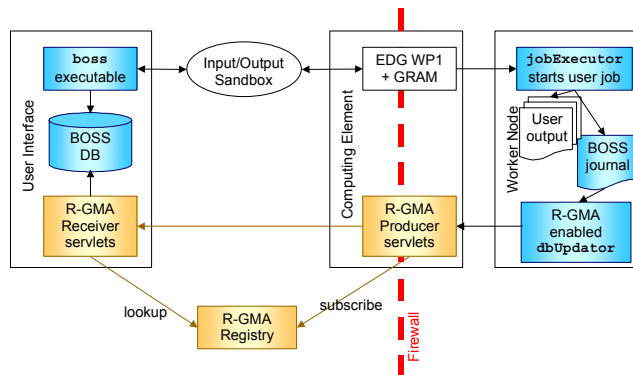 boss
executable
Input/Output
Sandbox
EDG WP1
+ GRAM
jobExecutor
starts user job
User
output
BOSS
DB
BOSS
journal
User Interface
Computing Element
Worker Node
R-GMA
Receiver
servlets
R-GMA
Producer
servlets
R-GMA
enabled
dbUpdator
lookup
subscribe
R-GMA
Registry
Firewall